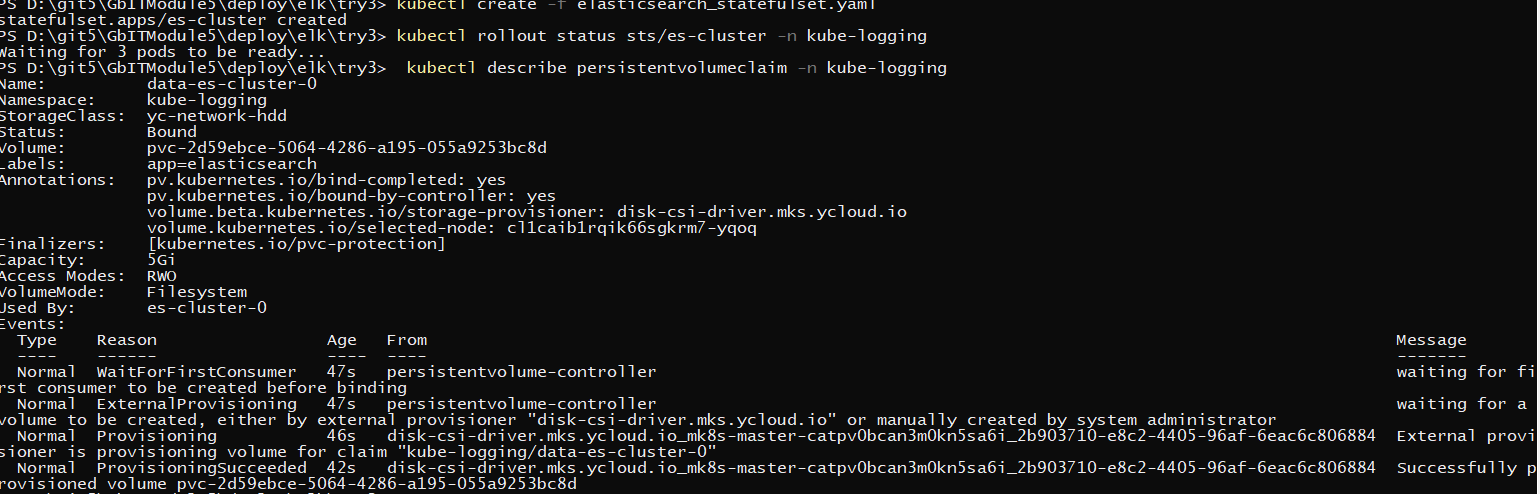 PS D:\git5\GbITModule5\deploy\elk\try3> kubectl create -f elasticsearch_statefulset.yaml
statefulset.apps/es-cluster created
PS D:\git5\GbITModule5\deploy\elk\try3> kubectl rollout status sts/es-cluster -n kube-logging
Waiting for 3 pods to be ready...
PS D:\git5\GbITModule5\deploy\elk\try3>  kubectl describe persistentvolumeclaim -n kube-logging
Name:          data-es-cluster-0
Namespace:     kube-logging
StorageClass:  yc-network-hdd
Status:        Bound
Volume:        pvc-2d59ebce-5064-4286-a195-055a9253bc8d
Labels:        app=elasticsearch
Annotations:   pv.kubernetes.io/bind-completed: yes
               pv.kubernetes.io/bound-by-controller: yes
               volume.beta.kubernetes.io/storage-provisioner: disk-csi-driver.mks.ycloud.io
               volume.kubernetes.io/selected-node: cl1caib1rqik66sgkrm7-yqoq
Finalizers:    [kubernetes.io/pvc-protection]
Capacity:      5Gi
Access Modes:  RWO
VolumeMode:    Filesystem
Used By:       es-cluster-0
Events:
  Type    Reason                 Age   From                                                                                         Message
  ----    ------                 ----  ----                                                                                         -------
  Normal  WaitForFirstConsumer   47s   persistentvolume-controller                                                                  waiting for fi
rst consumer to be created before binding
  Normal  ExternalProvisioning   47s   persistentvolume-controller                                                                  waiting for a
volume to be created, either by external provisioner "disk-csi-driver.mks.ycloud.io" or manually created by system administrator
  Normal  Provisioning           46s   disk-csi-driver.mks.ycloud.io_mk8s-master-catpv0bcan3m0kn5sa6i_2b903710-e8c2-4405-96af-6eac6c806884  External provi
sioner is provisioning volume for claim "kube-logging/data-es-cluster-0"
  Normal  ProvisioningSucceeded  42s   disk-csi-driver.mks.ycloud.io_mk8s-master-catpv0bcan3m0kn5sa6i_2b903710-e8c2-4405-96af-6eac6c806884  Successfully p
rovisioned volume pvc-2d59ebce-5064-4286-a195-055a9253bc8d